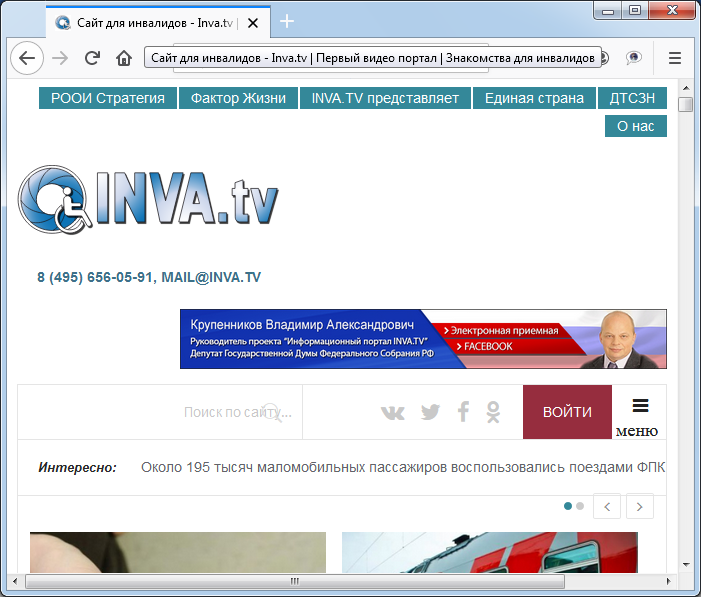 Сайт для инвалидов - Inva.tv |
Сайт для инвалидов - Inva.tv | Первый видео портал | Знакомства для инвалидов
РООИ Стратегия Фактор Жизни INVA.TV представляет Единая страна ДТСЗН
О нас
INVA.tv
8 (495) 656-05-91, MAIL@INVA.TV
Крупенников Владимир Александрович
Руководитель проекта "Информационный портал INVA.TV"
Депутат Государственной Думы Федерального Собрания РФ
Электронная приемная
FACEBOOK
Поиск по сайту...
ВОЙТИ
меню
Интересно: Около 195 тысяч маломобильных пассажиров воспользовались поездами ФПК